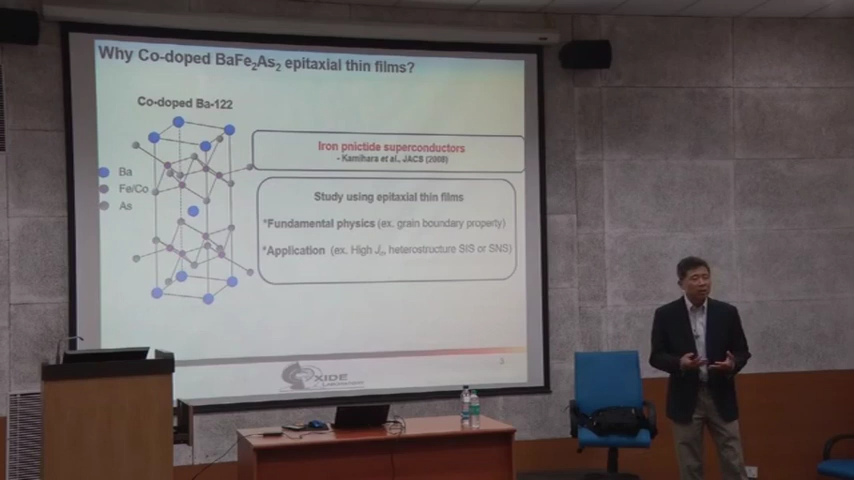 Why Co-doped BaFe₂As₂ epitaxial thin films?
Co-doped Ba-122
Ba
Fe/Co
As
Iron pnictide superconductors
- Kamihara et al., JACS (2008)
Study using epitaxial thin films
*Fundamental physics (ex. grain boundary property)
*Application (ex. High Jc, heterostructure SIS or SNS)
OXIDE
3